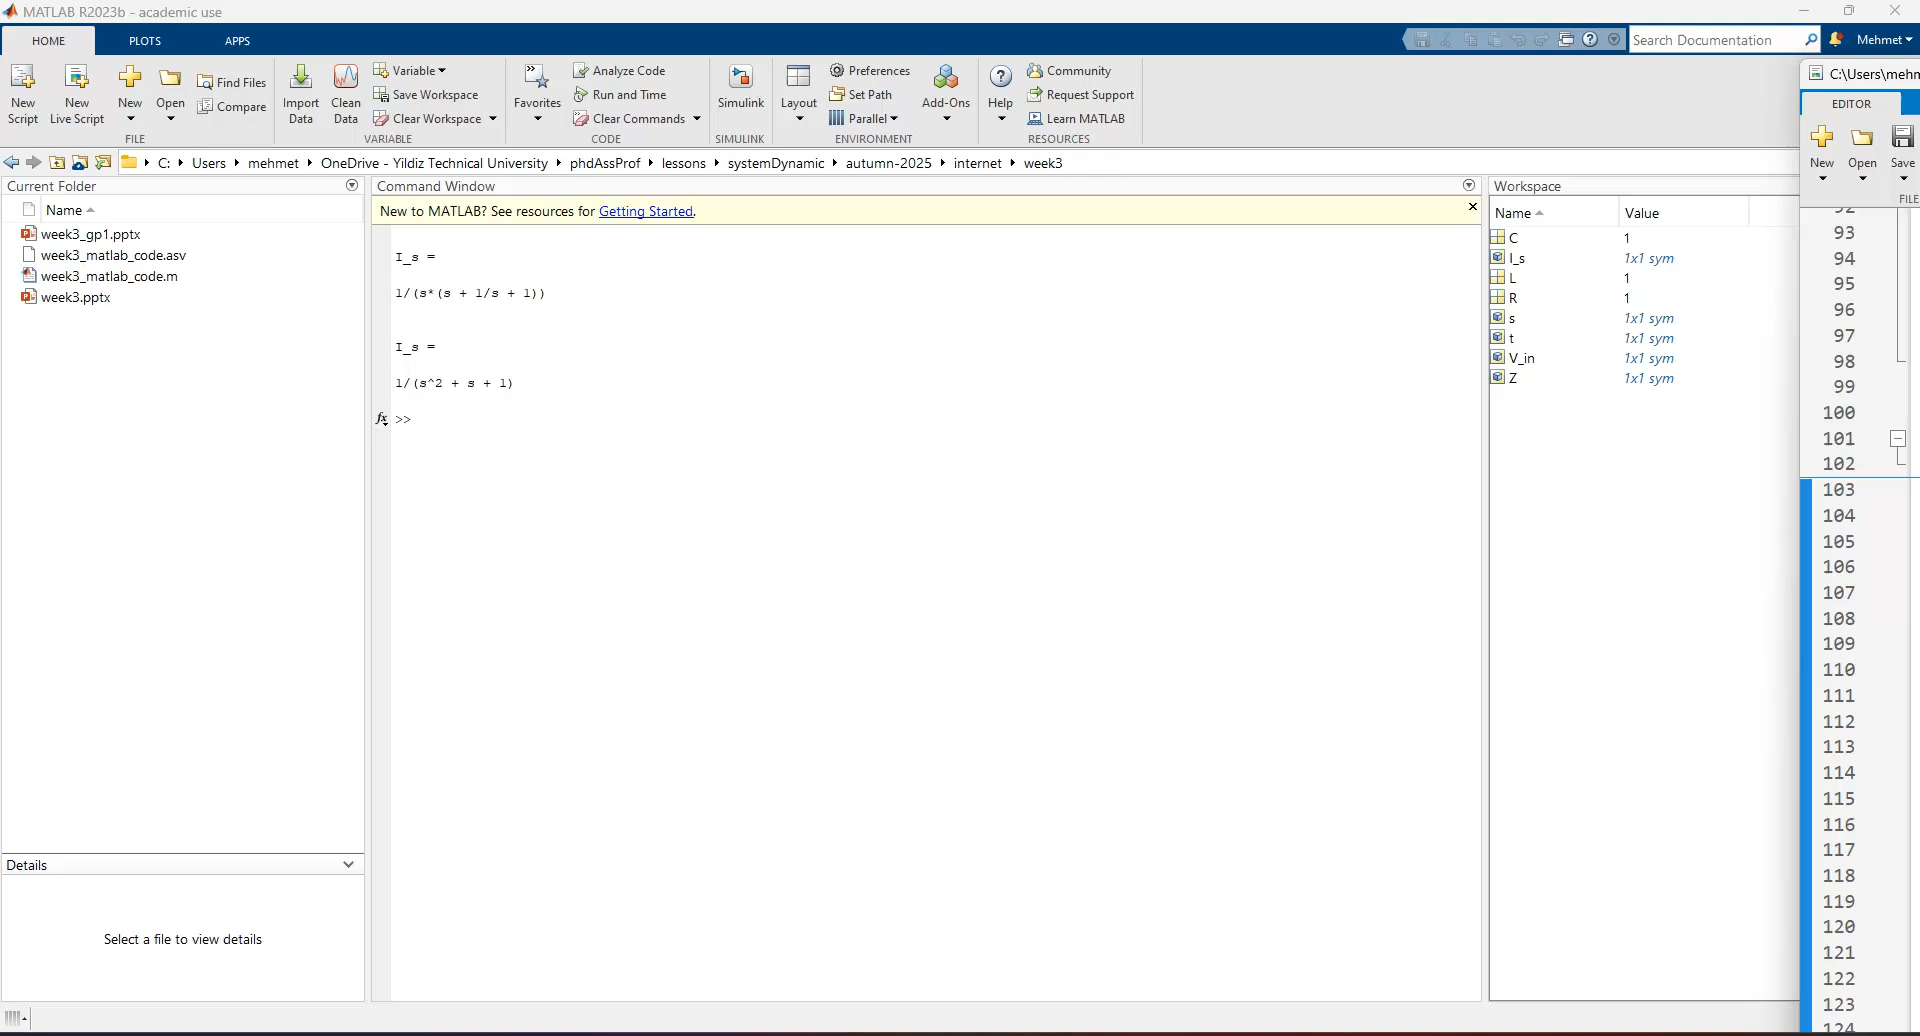 MATLAB R2023b - academic use
HOME PLOTS APPS
Search Documentation Mehmet
New Script
New Live Script
New
Open
Find Files
Compare
FILE
Import Data
Clean Data
Variable
Save Workspace
Clear Workspace
VARIABLE
Favorites
Analyze Code
Run and Time
Clear Commands
CODE
Simulink
SIMULINK
Layout
Preferences
Set Path
Parallel
Add-Ons
ENVIRONMENT
Help
Community
Request Support
Learn MATLAB
RESOURCES
C: Users mehmet OneDrive - Yildiz Technical University phdAssProf lessons systemDynamic autumn-2025 internet week3
Current Folder
Name
week3_gp1.pptx
week3_matlab_code.asv
week3_matlab_code.m
week3.pptx
Details
Select a file to view details
Command Window
New to MATLAB? See resources for Getting Started.
I_s =
1/(s*(s + 1/s + 1))
I_s =
1/(s^2 + s + 1)
fx >>
Workspace
Name Value
C 1
I_s 1x1 sym
L 1
R 1
s 1x1 sym
t 1x1 sym
V_in 1x1 sym
Z 1x1 sym
C:\Users\mehm
EDITOR
New
Open
Save
FILE
92
93
94
95
96
97
98
99
100
101
102
103
104
105
106
107
108
109
110
111
112
113
114
115
116
117
118
119
120
121
122
123
124